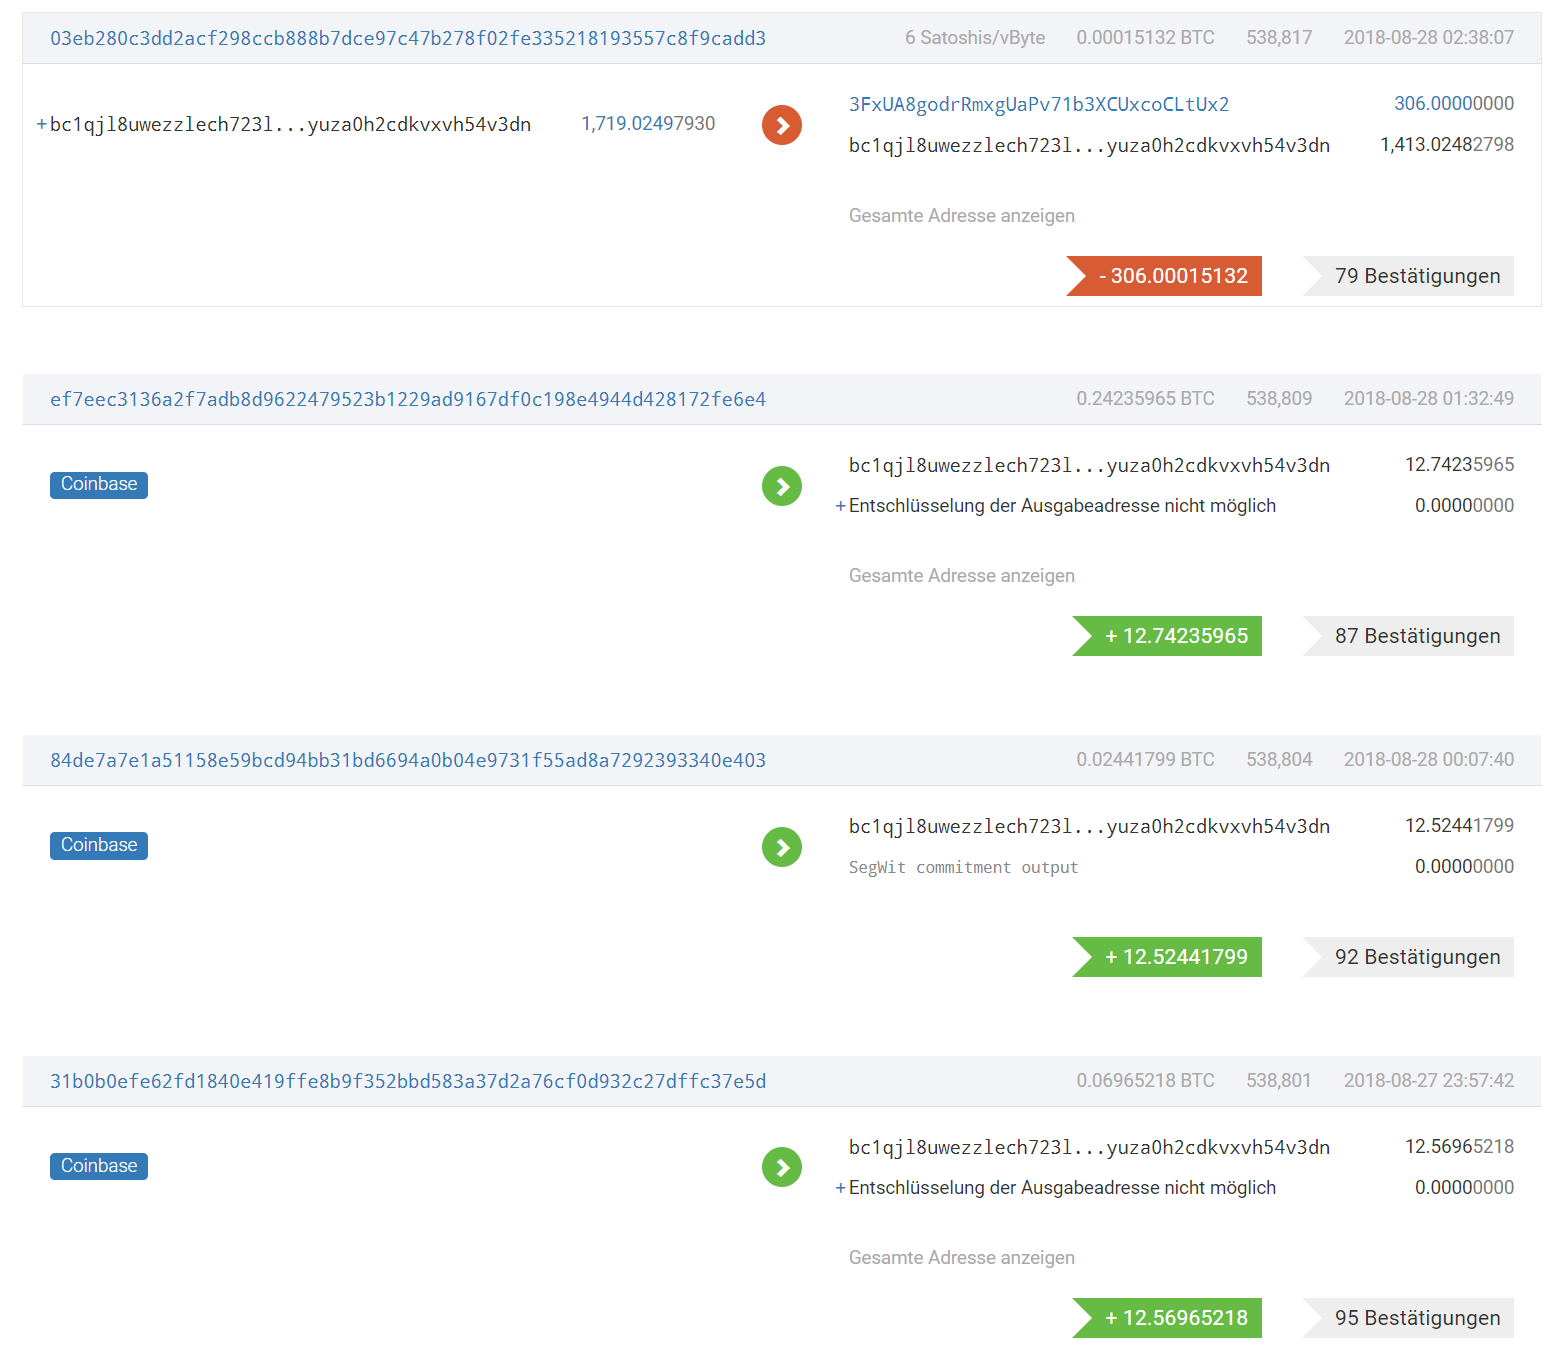 03eb280c3dd2acf298ccb888b7dce97c47b278f02fe335218193557c8f9cadd3 6 Satoshis/vByte 0.00015132 BTC 538,817 2018-08-28 02:38:07
+bc1qjl8uwezzlech723l...yuza0h2cdkvxvh54v3dn 1,719.02497930
3FxUA8godrRmxgUaPv71b3XCUxcoCLtUx2 306.00000000
bc1qjl8uwezzlech723l...yuza0h2cdkvxvh54v3dn 1,413.02482798
Gesamte Adresse anzeigen
- 306.00015132 79 Bestätigungen
ef7eec3136a2f7adb8d9622479523b1229ad9167df0c198e4944d428172fe6e4 0.24235965 BTC 538,809 2018-08-28 01:32:49
Coinbase
bc1qjl8uwezzlech723l...yuza0h2cdkvxvh54v3dn 12.74235965
+Entschlüsselung der Ausgabeadresse nicht möglich 0.00000000
Gesamte Adresse anzeigen
+ 12.74235965 87 Bestätigungen
84de7a7e1a51158e59bcd94bb31bd6694a0b04e9731f55ad8a7292393340e403 0.02441799 BTC 538,804 2018-08-28 00:07:40
Coinbase
bc1qjl8uwezzlech723l...yuza0h2cdkvxvh54v3dn 12.52441799
SegWit commitment output 0.00000000
+ 12.52441799 92 Bestätigungen
31b0b0efe62fd1840e419ffe8b9f352bbd583a37d2a76cf0d932c27dffc37e5d 0.06965218 BTC 538,801 2018-08-27 23:57:42
Coinbase
bc1qjl8uwezzlech723l...yuza0h2cdkvxvh54v3dn 12.56965218
+Entschlüsselung der Ausgabeadresse nicht möglich 0.00000000
Gesamte Adresse anzeigen
+ 12.56965218 95 Bestätigungen